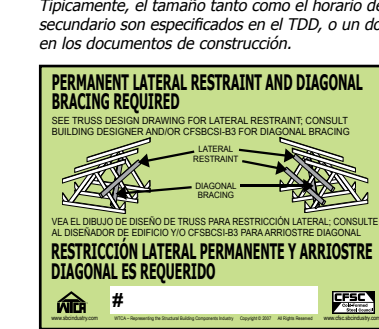 Típicamente, el tamaño tanto como el horario de
secundario son especificados en el TDD, o un do
en los documentos de construcción.
PERMANENT LATERAL RESTRAINT AND DIAGONAL
BRACING REQUIRED
SEE TRUSS DESIGN DRAWING FOR LATERAL RESTRAINT; CONSULT
BUILDING DESIGNER AND/OR CFSBCSI-B3 FOR DIAGONAL BRACING
LATERAL
RESTRAINT
DIAGONAL
BRACING
VEA EL DIBUJO DE DISEÑO DE TRUSS PARA RESTRICCIÓN LATERAL; CONSULTE
AL DISEÑADOR DE EDIFICIO Y/O CFSBCSI-B3 PARA ARRIOSTRE DIAGONAL
RESTRICCIÓN LATERAL PERMANENTE Y ARRIOSTRE
DIAGONAL ES REQUERIDO
WTCA
#
CFSC
Cold-Formed
Steel Council
www.sbcindustry.com WTCA – Representing the Structural Building Components Industry Copyright © 2007 All Rights Reserved www.cfsc.sbcindustry.com